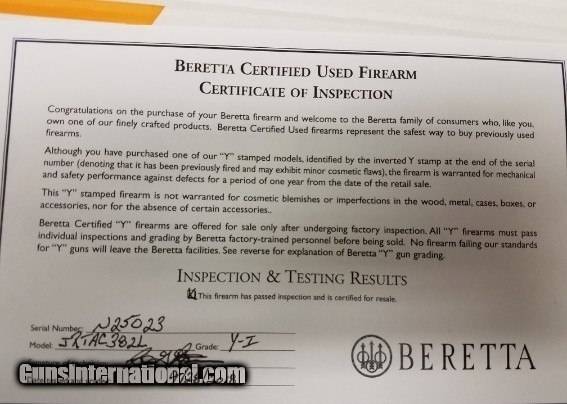 BERETTA CERTIFIED USED FIREARM
CERTIFICATE OF INSPECTION
Congratulations on the purchase of your Beretta firearm and welcome to the Beretta family of consumers who, like you,
own one of our finely crafted products. Beretta Certified Used firearms represent the safest way to buy previously used
firearms.
Although you have purchased one of our "Y" stamped models, identified by the inverted Y stamp at the end of the serial
number (denoting that it has been previously fired and may exhibit minor cosmetic flaws), the firearm is warranted for mechanical
and safety performance against defects for a period of one year from the date of the retail sale.
This "Y" stamped firearm is not warranted for cosmetic blemishes or imperfections in the wood, metal, cases, boxes, or
accessories, nor for the absence of certain accessories..
Beretta Certified "Y" firearms are offered for sale only after undergoing factory inspection. All "Y" firearms must pass
individual inspections and grading by Beretta factory-trained personnel before being sold. No firearm failing our standards
for "Y" guns will leave the Beretta facilities. See reverse for explanation of Beretta "Y" gun grading.
INSPECTION & TESTING RESULTS
This firearm has passed inspection and is certified for resale.
Serial Number: N25023
Model: JRTAC382L Grade: Y-I
BERETTA
GunsInternational.com